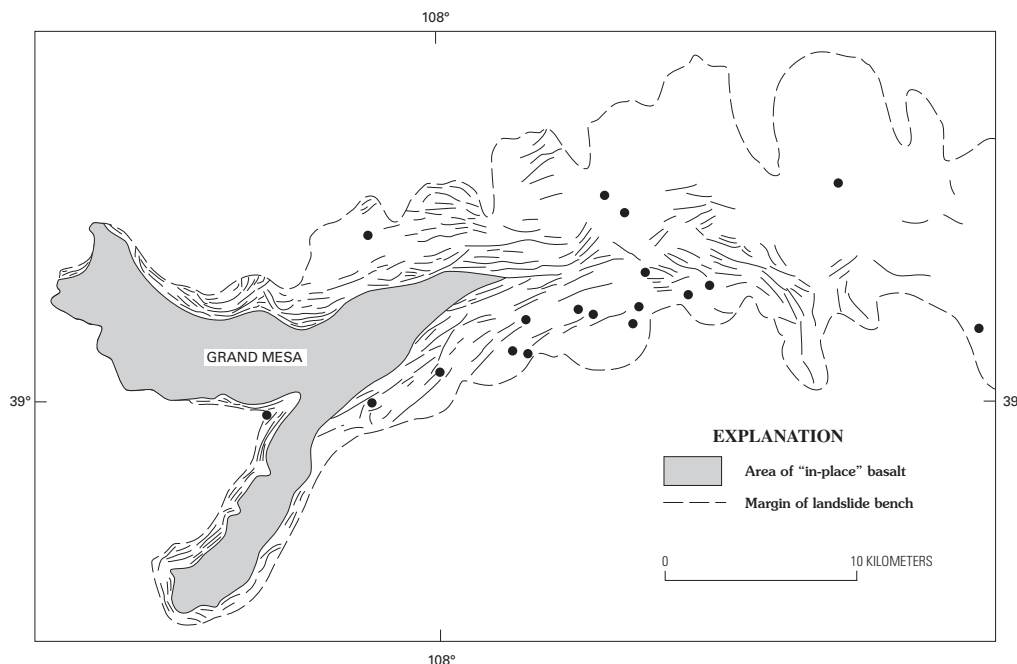 108°
GRAND MESA
39°
39
EXPLANATION
Area of “in-place” basalt
Margin of landslide bench
0 10 KILOMETERS
108°